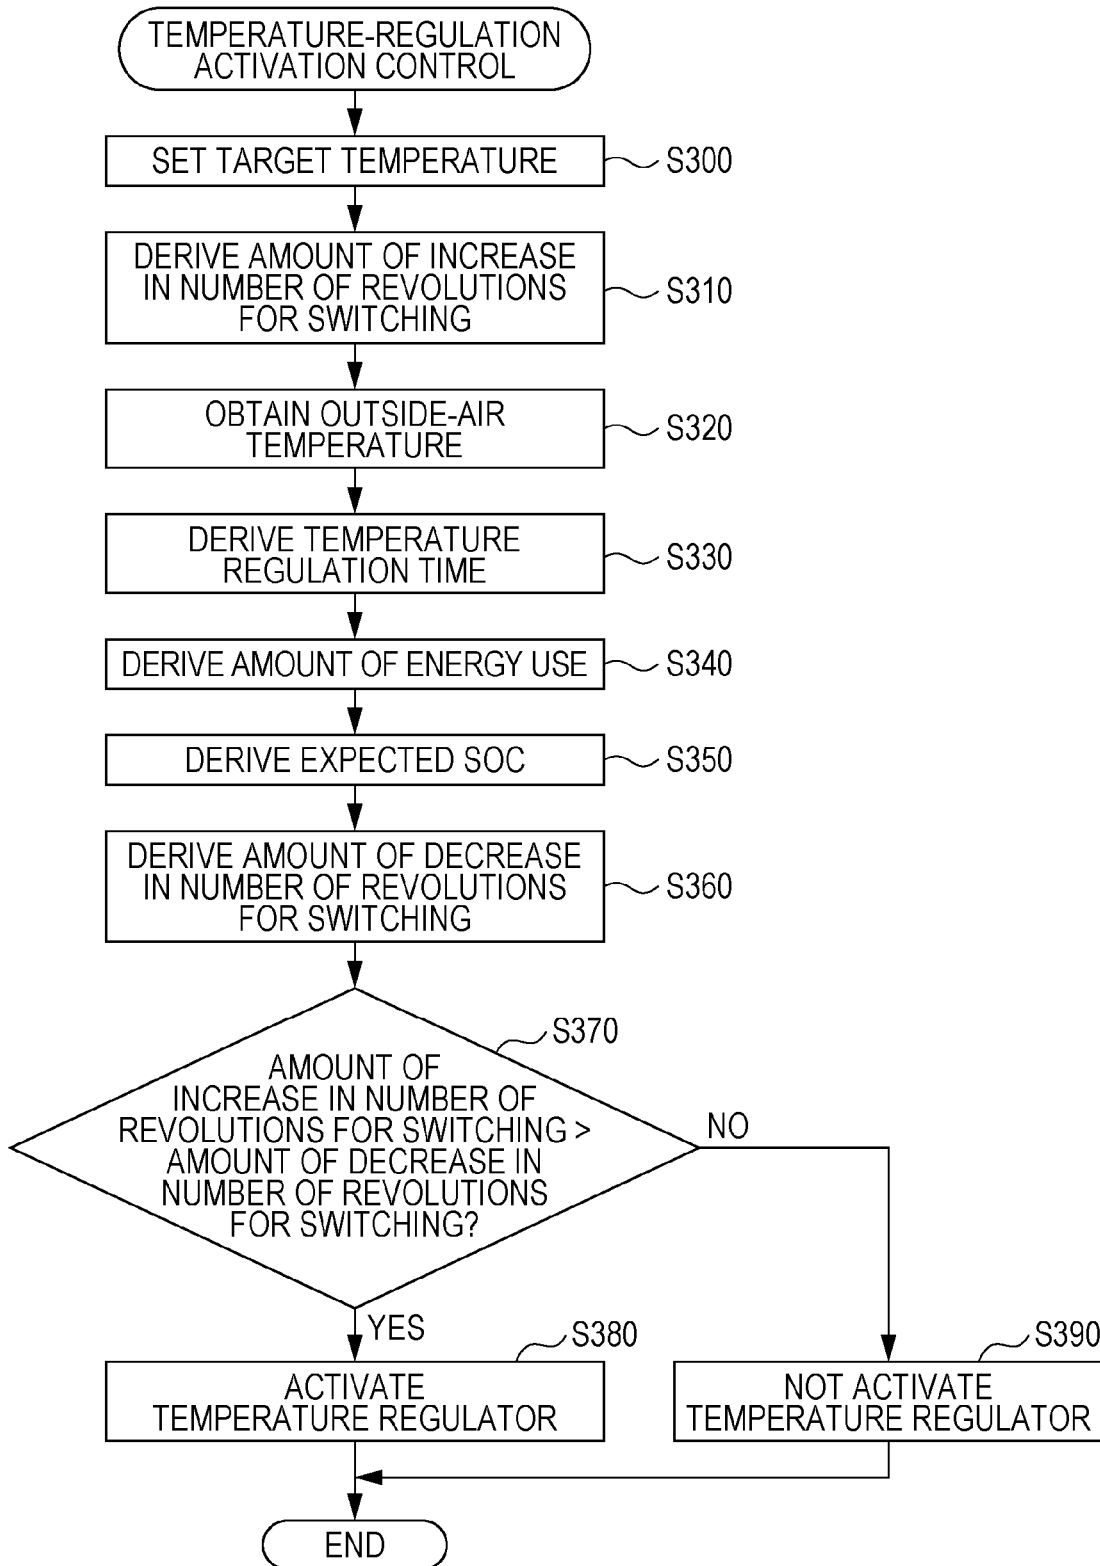 TEMPERATURE-REGULATION
ACTIVATION CONTROL
SET TARGET TEMPERATURE
S300
DERIVE AMOUNT OF INCREASE
IN NUMBER OF REVOLUTIONS
FOR SWITCHING
S310
OBTAIN OUTSIDE-AIR
TEMPERATURE
S320
DERIVE TEMPERATURE
REGULATION TIME
S330
DERIVE AMOUNT OF ENERGY USE
S340
DERIVE EXPECTED SOC
S350
DERIVE AMOUNT OF DECREASE
IN NUMBER OF REVOLUTIONS
FOR SWITCHING
S360
S370
AMOUNT OF
INCREASE IN NUMBER OF
REVOLUTIONS FOR SWITCHING >
AMOUNT OF DECREASE IN
NUMBER OF REVOLUTIONS
FOR SWITCHING?
NO
YES
S380
ACTIVATE
TEMPERATURE REGULATOR
S390
NOT ACTIVATE
TEMPERATURE REGULATOR
END